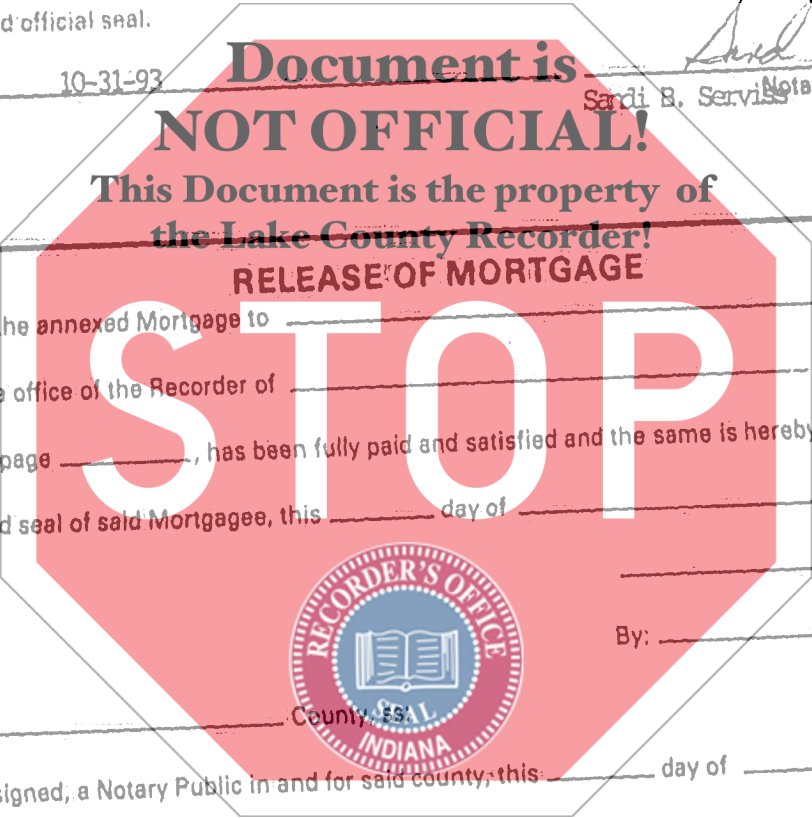 d official seal.
10-31-93
Document is
Sandi B. Serviss Nota
NOT OFFICIAL!
This Document is the property of
the Lake County Recorder!
RELEASE OF MORTGAGE
he annexed Mortgage to
e office of the Recorder of
STOP
page , has been fully paid and satisfied and the same is hereby
d seal of said Mortgagee, this day of
RECORDER'S OFFICE
By:
SEAL
County, ss:
INDIANA
signed, a Notary Public in and for said county, this day of